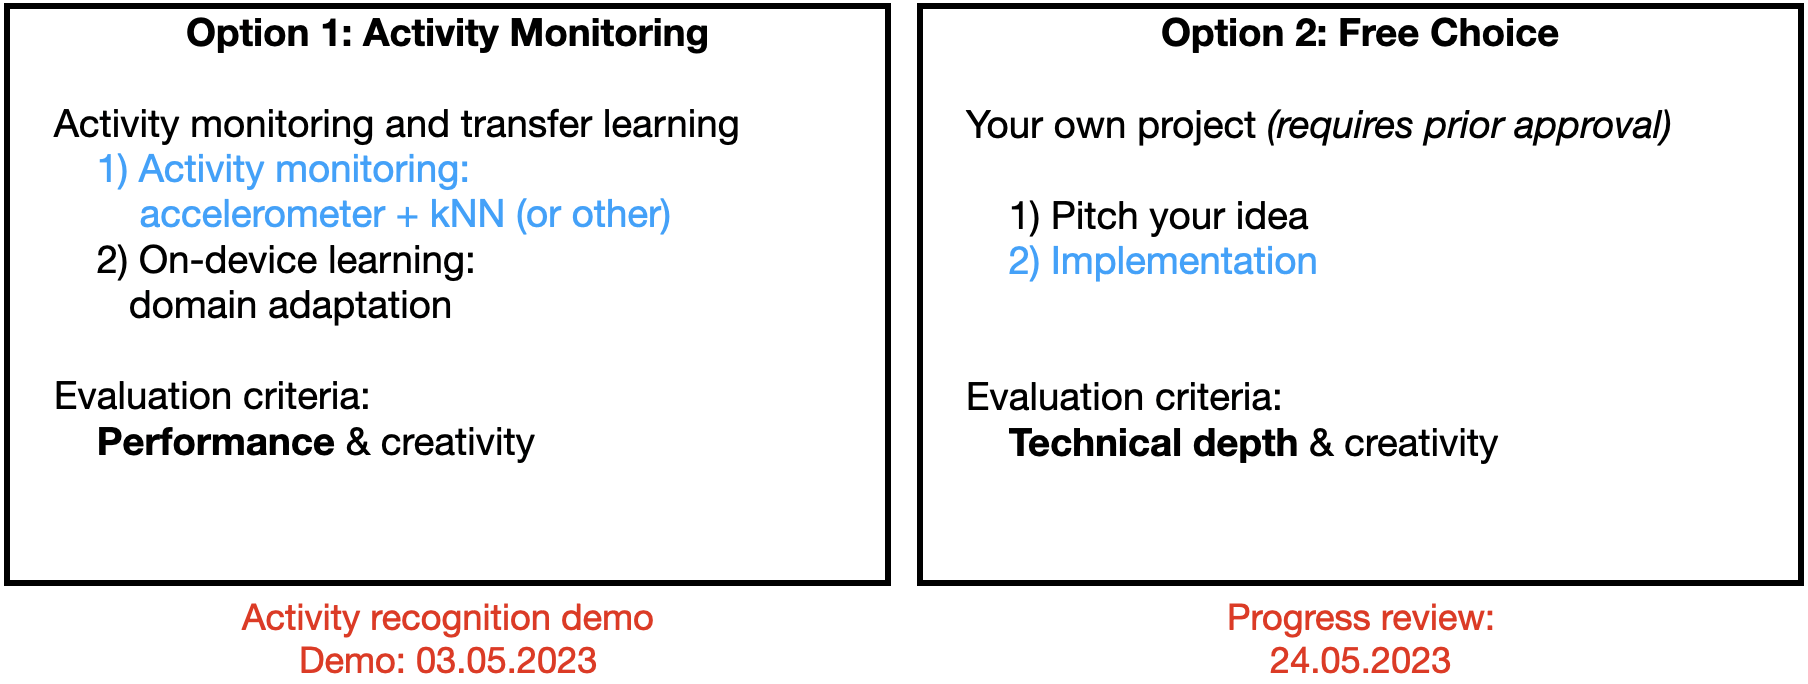 Option 1: Activity Monitoring
Activity monitoring and transfer learning
1) Activity monitoring:
accelerometer + kNN (or other)
2) On-device learning:
domain adaptation
Evaluation criteria:
Performance & creativity
Activity recognition demo
Demo: 03.05.2023
Option 2: Free Choice
Your own project (requires prior approval)
1) Pitch your idea
2) Implementation
Evaluation criteria:
Technical depth & creativity
Progress review:
24.05.2023